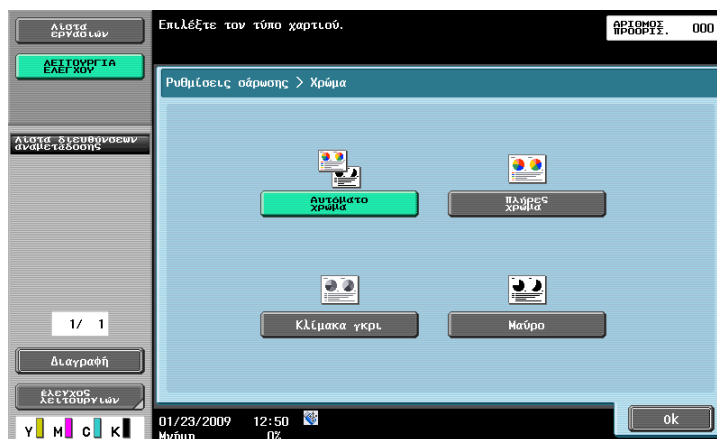 Λίστα
εργασιών
Επιλέξτε τον τύπο χαρτιού.
ΑΡΙΘΜΟΣ
ΠΡΟΟΡΙΣ.
000
ΛΕΙΤΟΥΡΓΙΑ
ΕΛΕΓΧΟΥ
Ρυθμίσεις σάρωσης > Χρώμα
Λίστα διευθύνσεων
αναμετάδοσης
Αυτόματο
χρώμα
Πλήρες
χρώμα
Κλίμακα γκρι
Μαύρο
1/ 1
Διαγραφή
έλεγχος
λειτουργιών
Y M C K
01/23/2009 12:50
Μνήμη 0%
ok